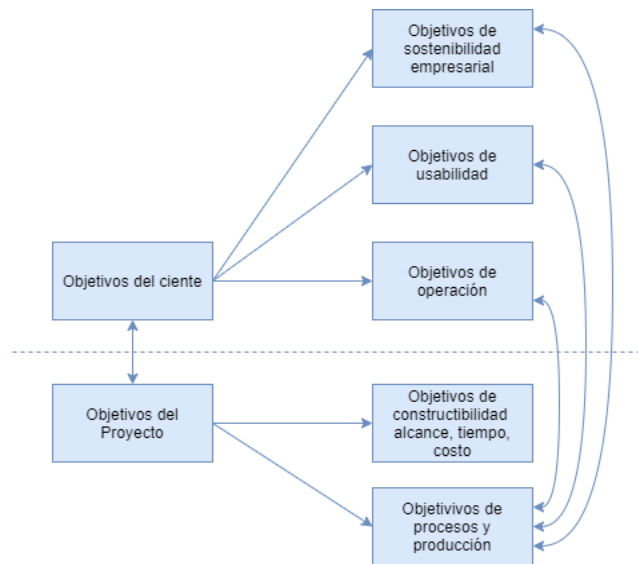 Objetivos de
sostenibilidad
empresarial
Objetivos de
usabilidad
Objetivos del ciente
Objetivos de
operación
Objetivos del
Proyecto
Objetivos de
constructibilidad
alcance, tiempo,
costo
Objetivivos de
procesos y
producción